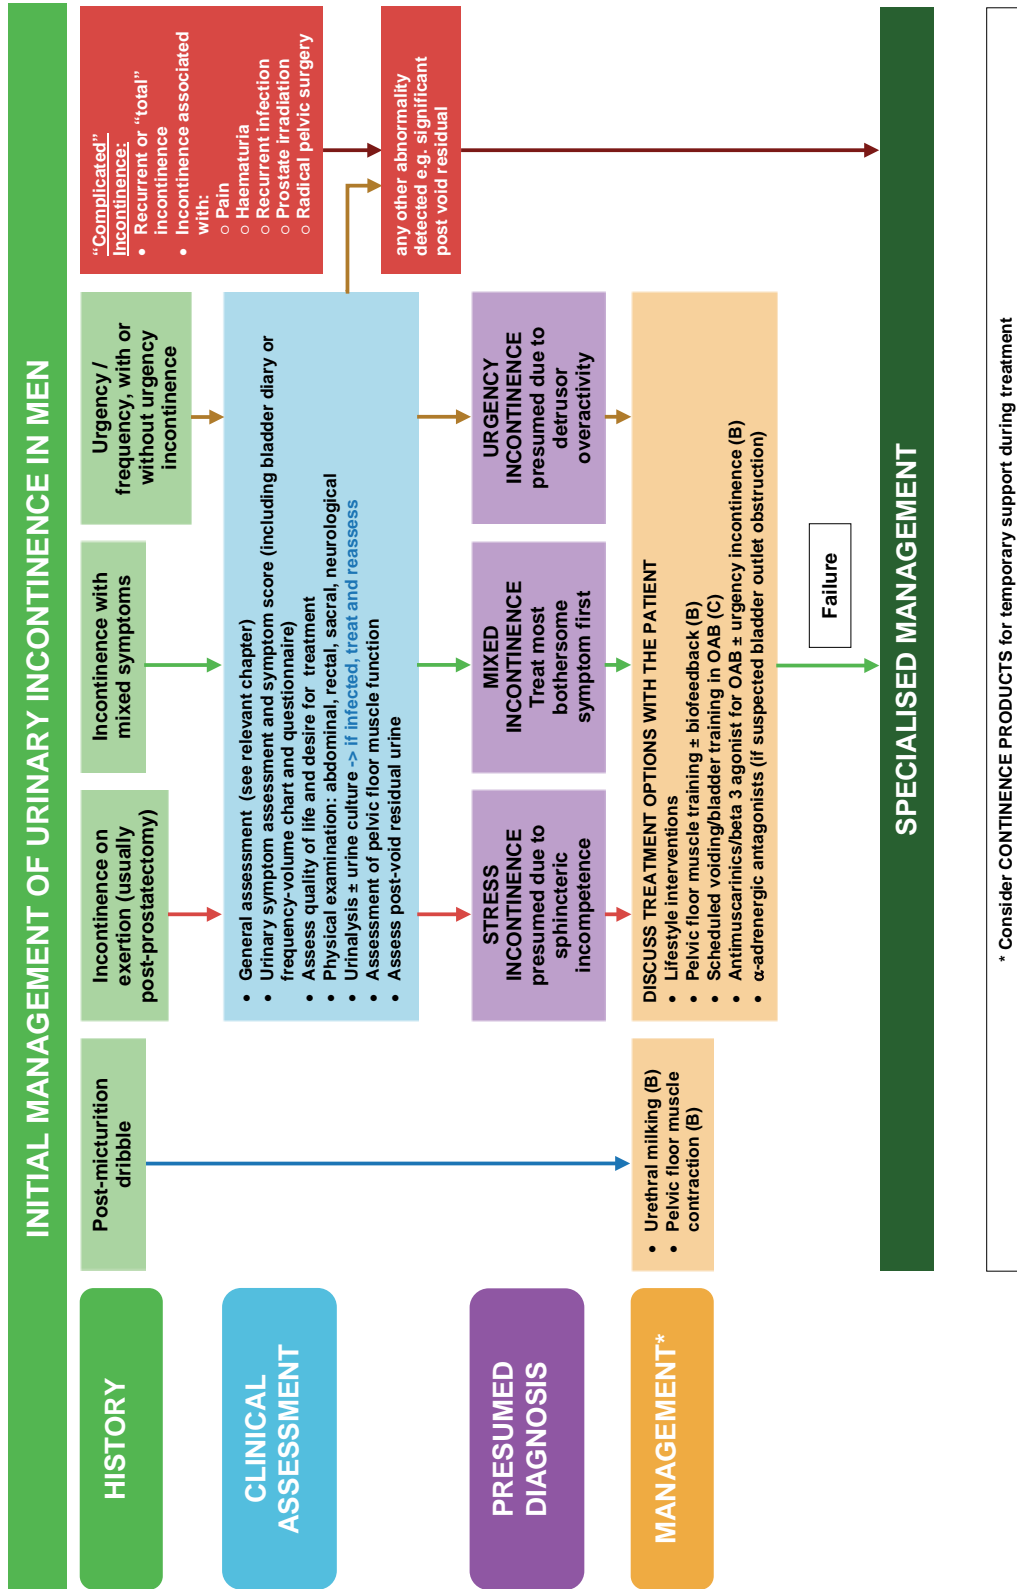 INITIAL MANAGEMENT OF URINARY INCONTINENCE IN MEN
HISTORY
Post-micturition
dribble
Incontinence on
exertion (usually
post-prostatectomy)
Incontinence with
mixed symptoms
Urgency /
frequency, with or
without urgency
incontinence
“Complicated”
Incontinence:
• Recurrent or “total”
incontinence
• Incontinence associated
with:
○ Pain
○ Haematuria
○ Recurrent infection
○ Prostate irradiation
○ Radical pelvic surgery
CLINICAL
ASSESSMENT
• General assessment (see relevant chapter)
• Urinary symptom assessment and symptom score (including bladder diary or
frequency-volume chart and questionnaire)
• Assess quality of life and desire for treatment
• Physical examination: abdominal, rectal, sacral, neurological
• Urinalysis ± urine culture -> if infected, treat and reassess
• Assessment of pelvic floor muscle function
• Assess post-void residual urine
any other abnormality
detected e.g. significant
post void residual
PRESUMED
DIAGNOSIS
STRESS
INCONTINENCE
presumed due to
sphincteric
incompetence
MIXED
INCONTINENCE
Treat most
bothersome
symptom first
URGENCY
INCONTINENCE
presumed due to
detrusor
overactivity
MANAGEMENT*
• Urethral milking (B)
• Pelvic floor muscle
contraction (B)
DISCUSS TREATMENT OPTIONS WITH THE PATIENT
• Lifestyle interventions
• Pelvic floor muscle training ± biofeedback (B)
• Scheduled voiding/bladder training in OAB (C)
• Antimuscarinics/beta 3 agonist for OAB ± urgency incontinence (B)
• α-adrenergic antagonists (if suspected bladder outlet obstruction)
Failure
SPECIALISED MANAGEMENT
* Consider CONTINENCE PRODUCTS for temporary support during treatment